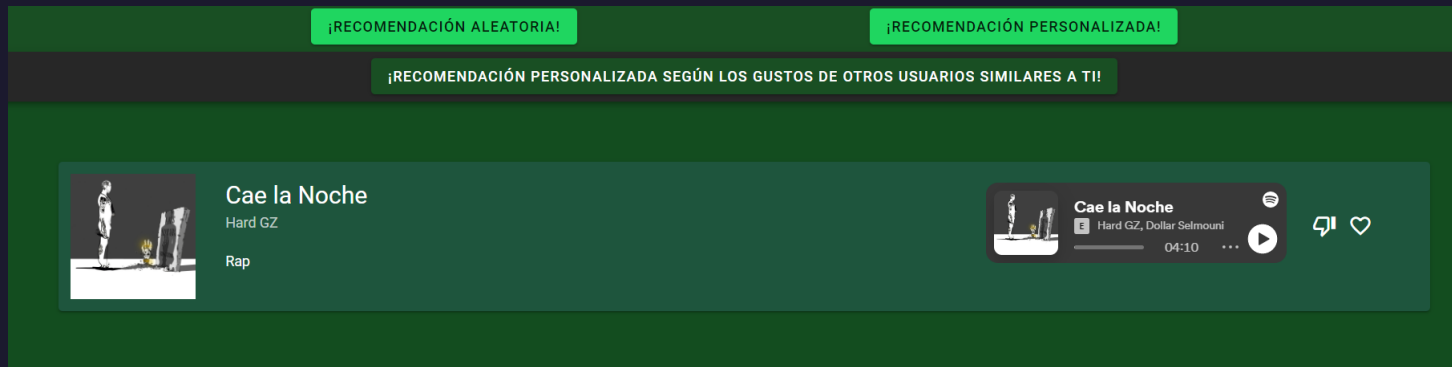 ¡RECOMENDACIÓN ALEATORIA!
¡RECOMENDACIÓN PERSONALIZADA!
¡RECOMENDACIÓN PERSONALIZADA SEGÚN LOS GUSTOS DE OTROS USUARIOS SIMILARES A TI!
Cae la Noche
Hard GZ
Rap
Cae la Noche
E Hard GZ, Dollar Selmouni
04:10